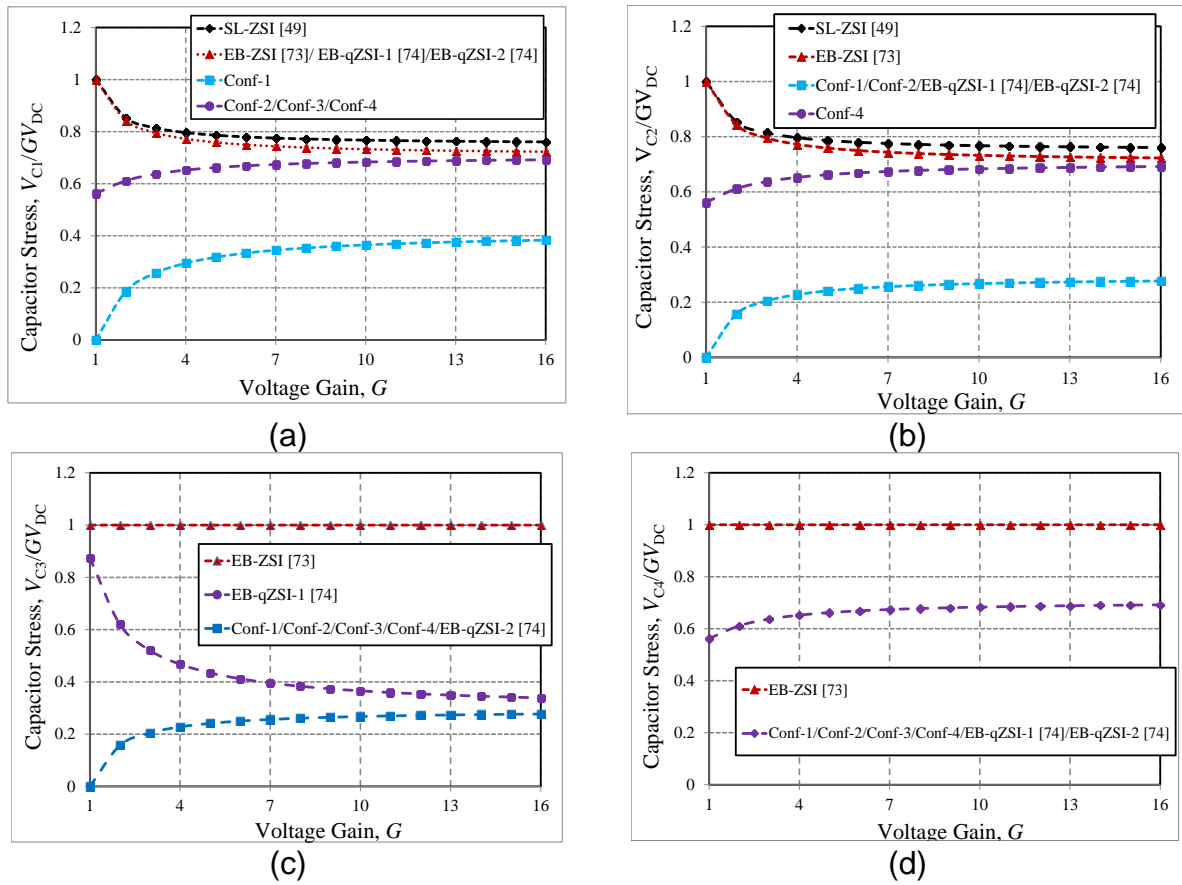 Capacitor Stress, VC1/GVDC
1.2
1
0.8
0.6
0.4
0.2
0
1
4
7
10
13
16
Voltage Gain, G
SL-ZSI [49]
EB-ZSI [73]/ EB-qZSI-1 [74]/EB-qZSI-2 [74]
Conf-1
Conf-2/Conf-3/Conf-4
(a)
Capacitor Stress, VC2/GVDC
1.2
1
0.8
0.6
0.4
0.2
0
1
4
7
10
13
16
Voltage Gain, G
SL-ZSI [49]
EB-ZSI [73]
Conf-1/Conf-2/EB-qZSI-1 [74]/EB-qZSI-2 [74]
Conf-4
(b)
Capacitor Stress, VC3/GVDC
1.2
1
0.8
0.6
0.4
0.2
0
1
4
7
10
13
16
Voltage Gain, G
EB-ZSI [73]
EB-qZSI-1 [74]
Conf-1/Conf-2/Conf-3/Conf-4/EB-qZSI-2 [74]
(c)
Capacitor Stress, VC4/GVDC
1.2
1
0.8
0.6
0.4
0.2
0
1
4
7
10
13
16
Voltage Gain, G
EB-ZSI [73]
Conf-1/Conf-2/Conf-3/Conf-4/EB-qZSI-1 [74]/EB-qZSI-2 [74]
(d)